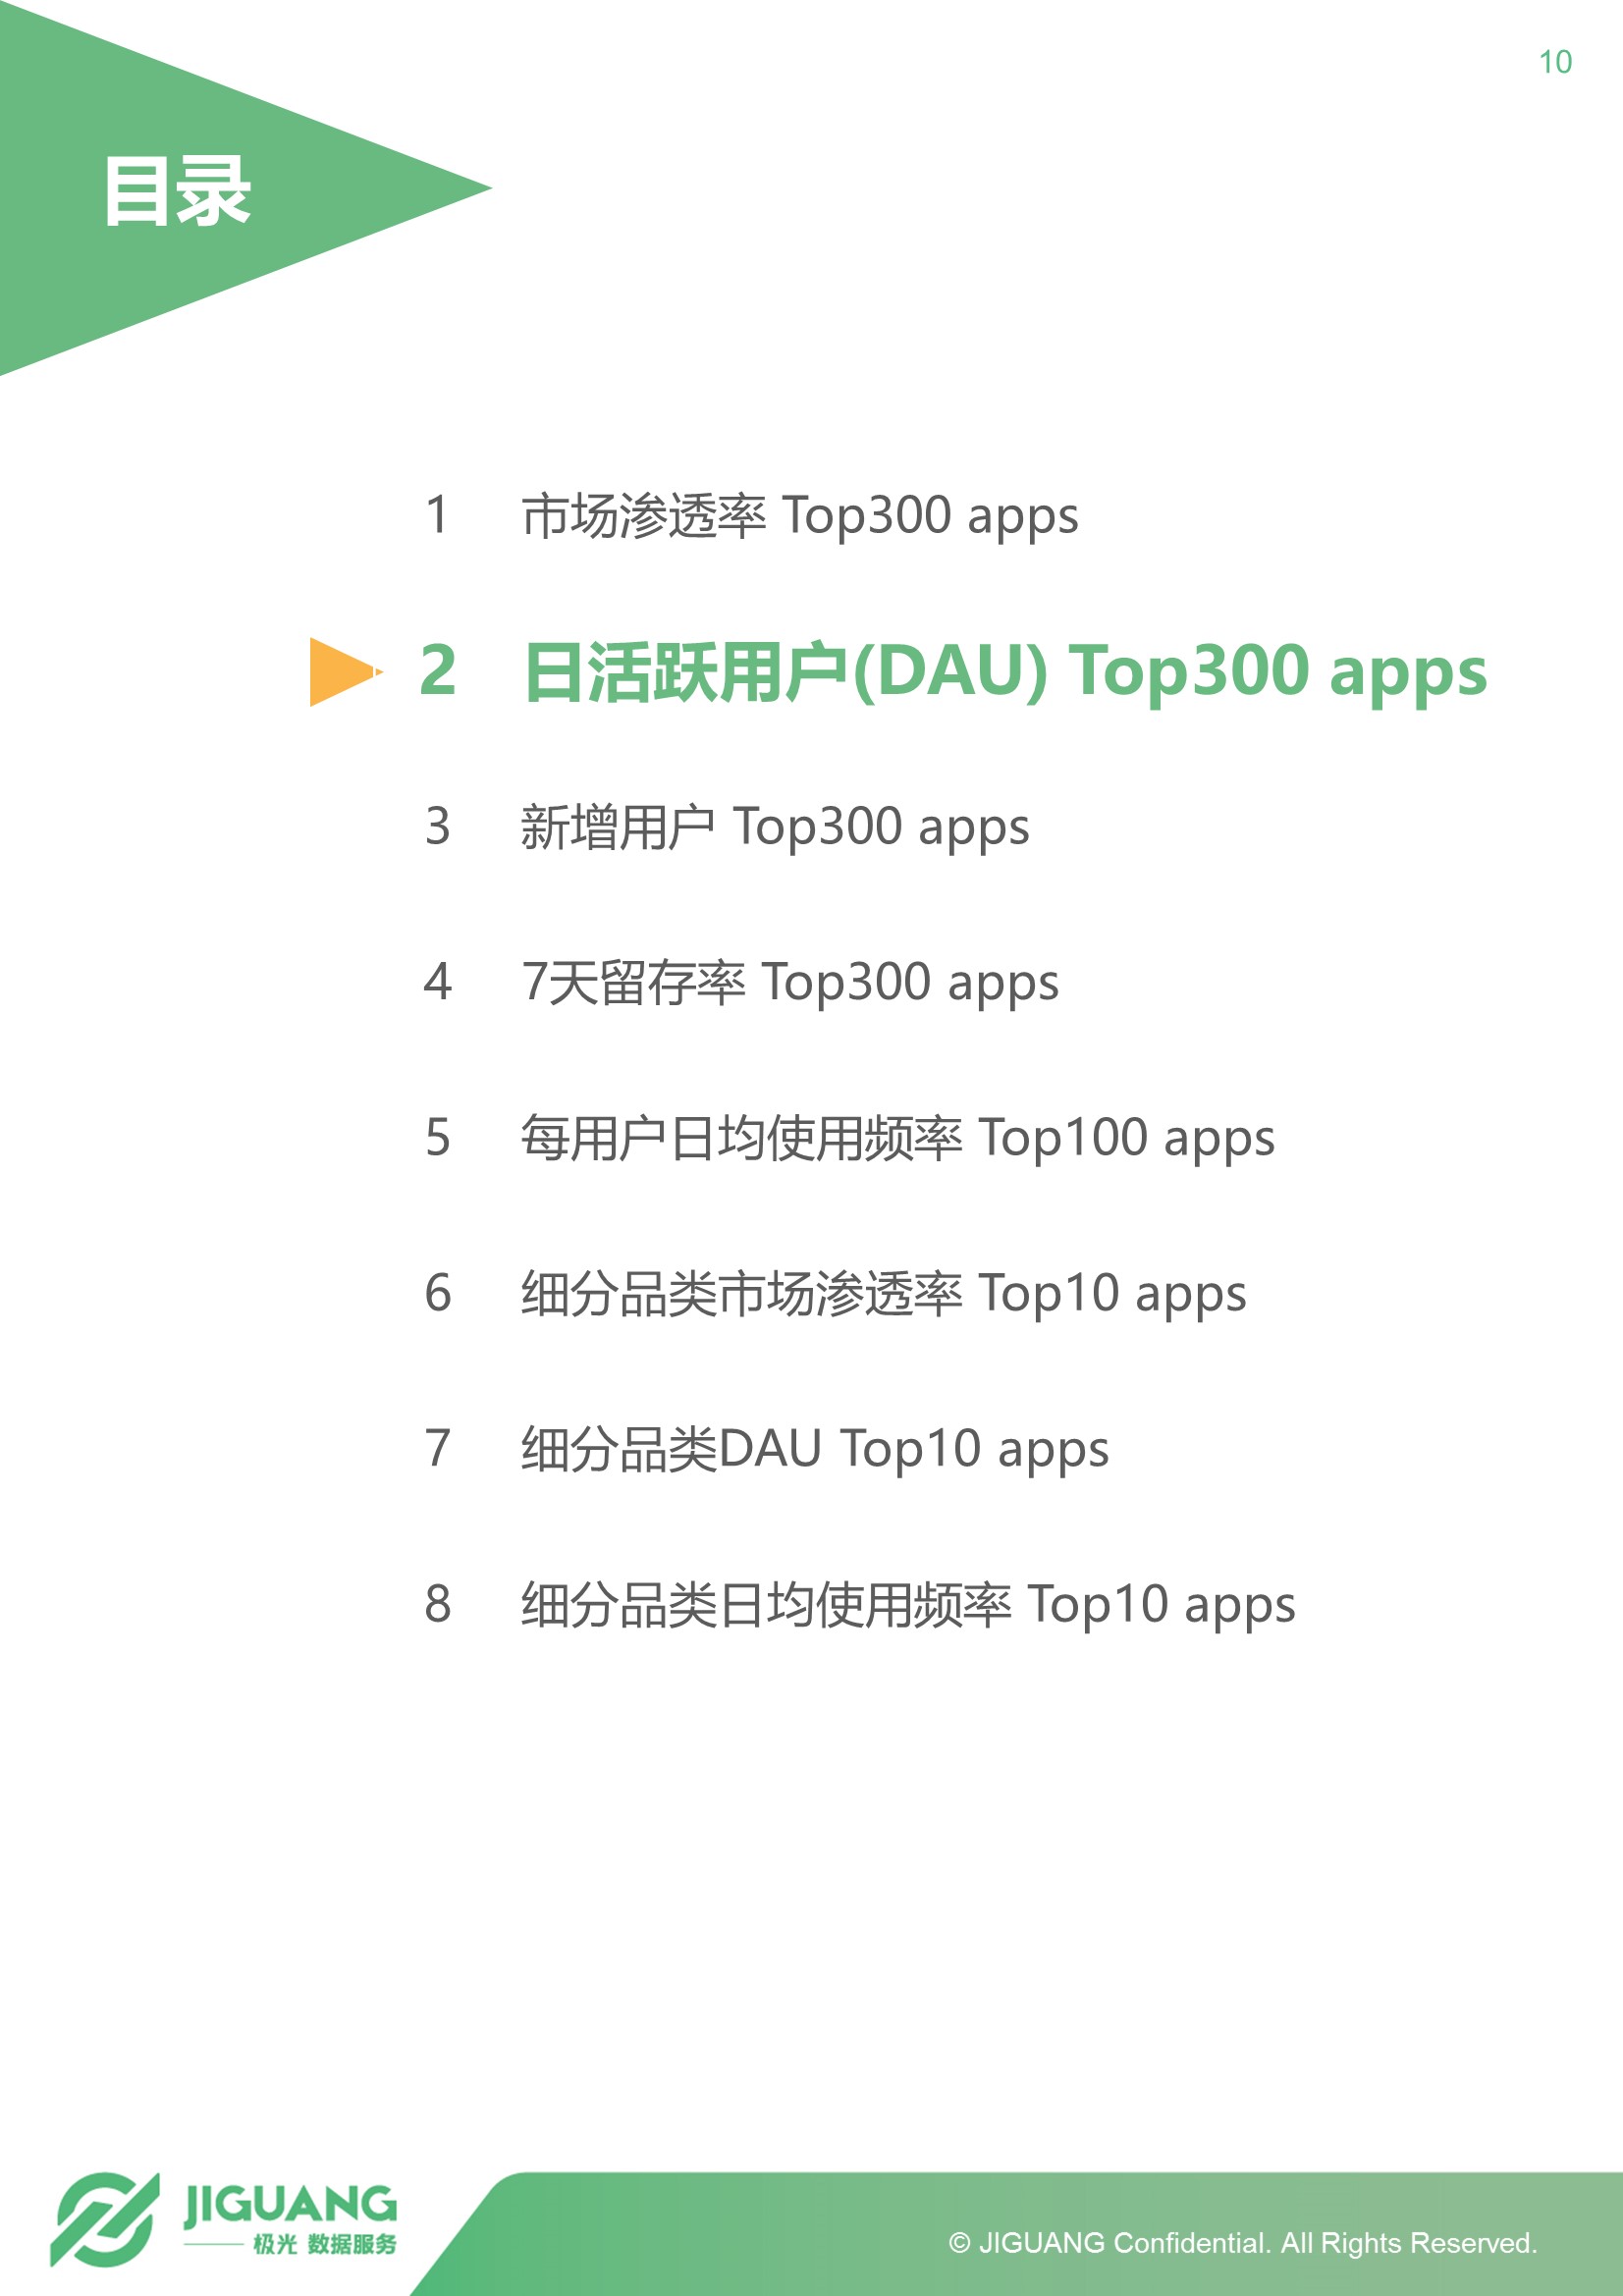 10
目录
1 市场渗透率 Top300 apps
2 日活跃用户(DAU) Top300 apps
3 新增用户 Top300 apps
4 7天留存率 Top300 apps
5 每用户日均使用频率 Top100 apps
6 细分品类市场渗透率 Top10 apps
7 细分品类DAU Top10 apps
8 细分品类日均使用频率 Top10 apps
JIGUANG
极光 数据服务
© JIGUANG Confidential. All Rights Reserved.